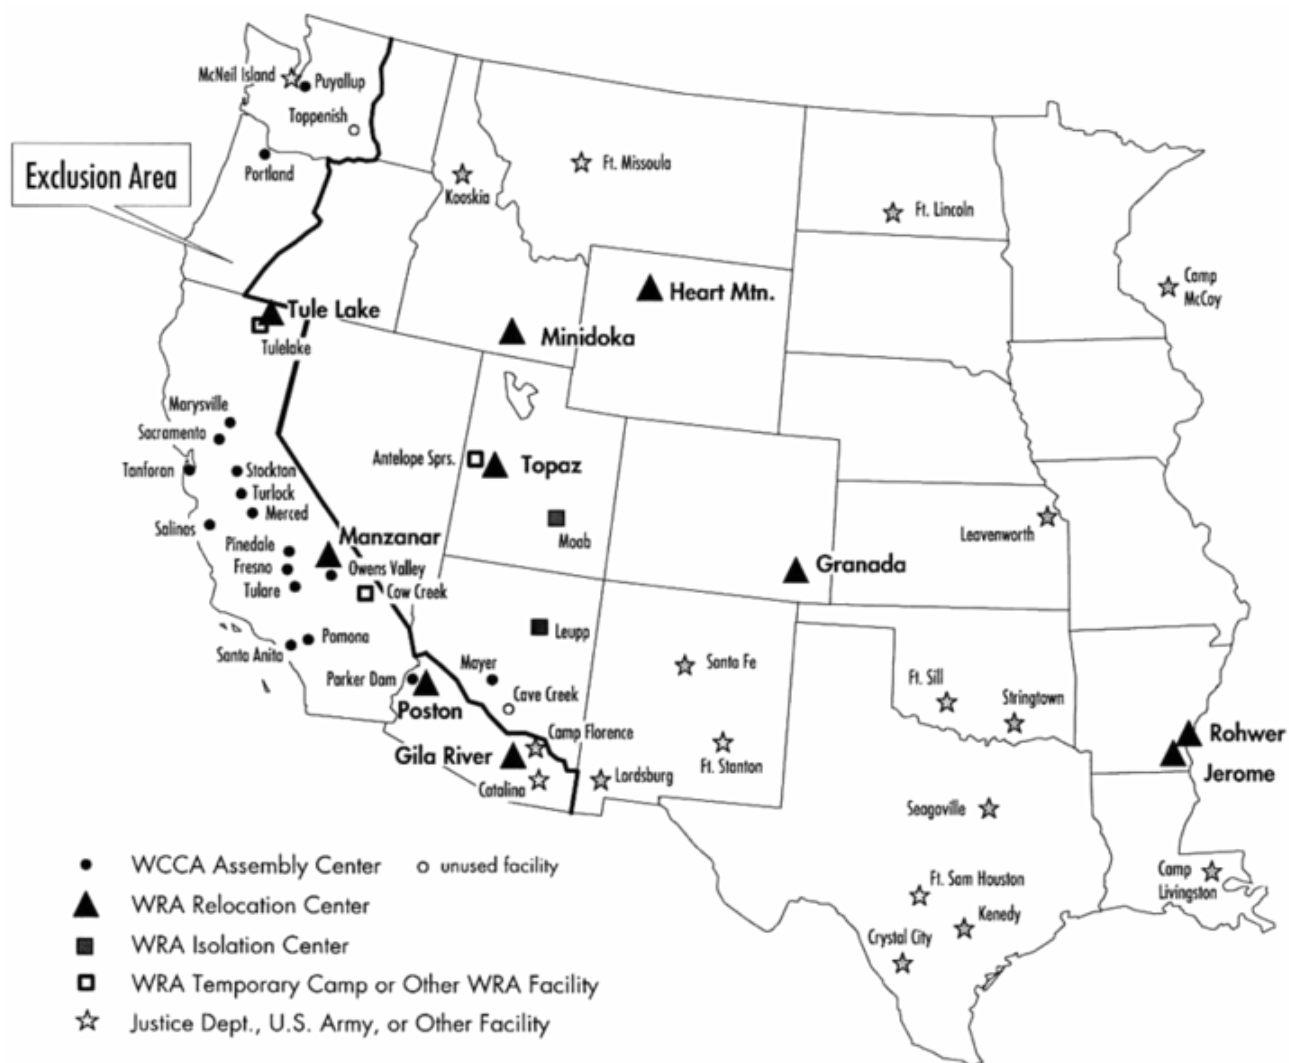 McNeil Island
Puyallup
Toppenish
Exclusion Area
Portland
Kooskia
Ft. Missoula
Ft. Lincoln
Camp
McCoy
Heart Mtn.
Tule Lake
Tulelake
Minidoka
Marysville
Sacramento
Tanforan
Stockton
Turlock
Merced
Salinas
Antelope Sprs.
Topaz
Moab
Leavenworth
Manzanar
Pinedale
Owens Valley
Fresno
Cow Creek
Tulare
Granada
Pomona
Santa Anita
Leupp
Parker Dam
Mayer
Santa Fe
Poston
Cave Creek
Ft. Sill
Stringtown
Camp Florence
Gila River
Catalina
Lordsburg
Ft. Stanton
Rohwer
Jerome
Seagoville
Ft. Sam Houston
Kenedy
Crystal City
Camp
Livingston
WCCA Assembly Center
unused facility
WRA Relocation Center
WRA Isolation Center
WRA Temporary Camp or Other WRA Facility
Justice Dept., U.S. Army, or Other Facility